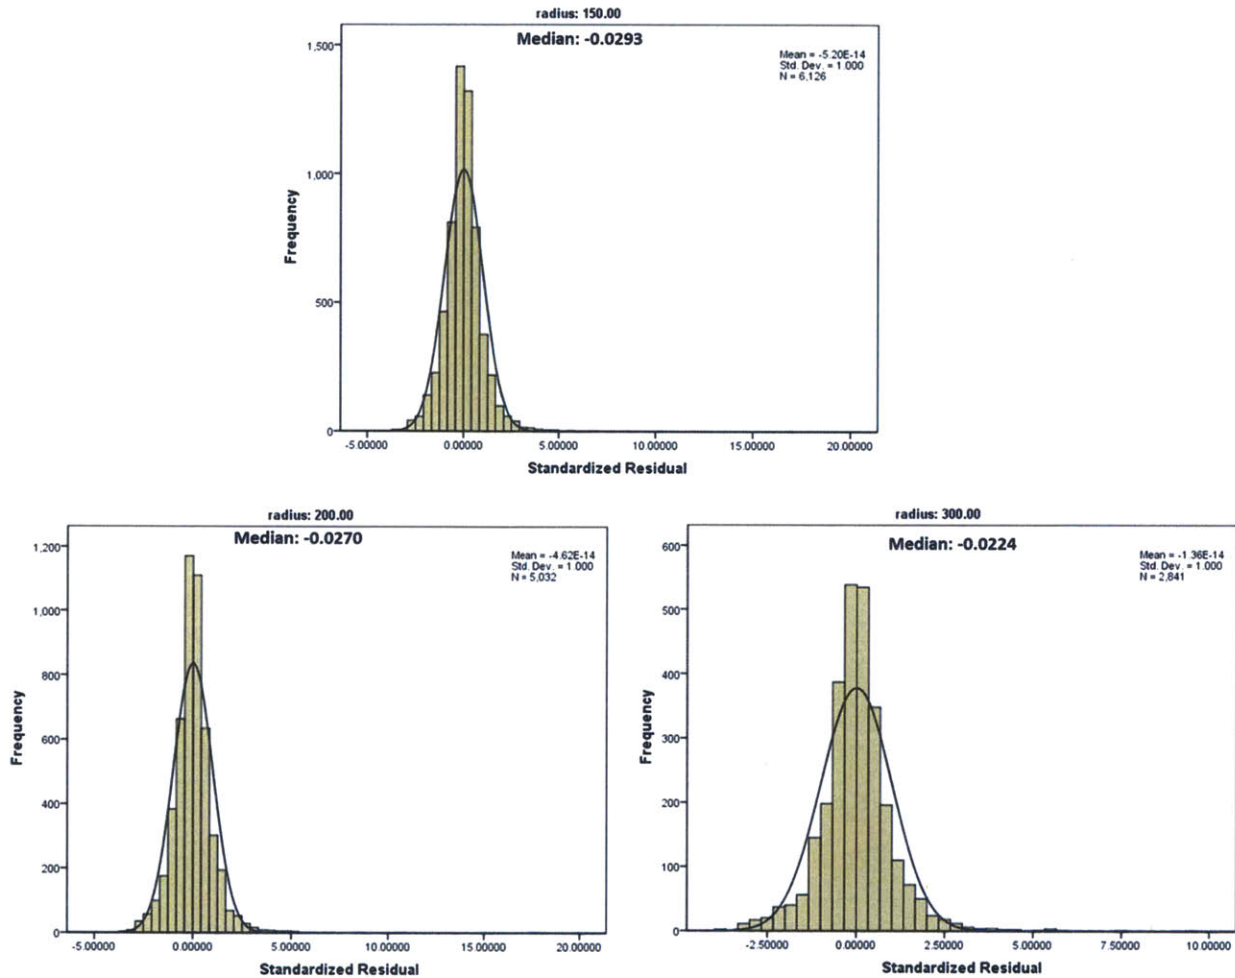 radius: 150.00
Median: -0.0293
Mean = -5.20E-14
Std. Dev. = 1.000
N = 6,126
1,500
1,000
500
0
Frequency
-5.00000 0.00000 5.00000 10.00000 15.00000 20.00000
Standardized Residual
radius: 200.00
Median: -0.0270
Mean = -4.62E-14
Std. Dev. = 1.000
N = 5,032
1,200
1,000
800
600
400
200
0
Frequency
-5.00000 0.00000 5.00000 10.00000 15.00000 20.00000
Standardized Residual
radius: 300.00
Median: -0.0224
Mean = -1.36E-14
Std. Dev. = 1.000
N = 2,841
600
500
400
300
200
100
0
Frequency
-2.50000 0.00000 2.50000 5.00000 7.50000 10.00000
Standardized Residual